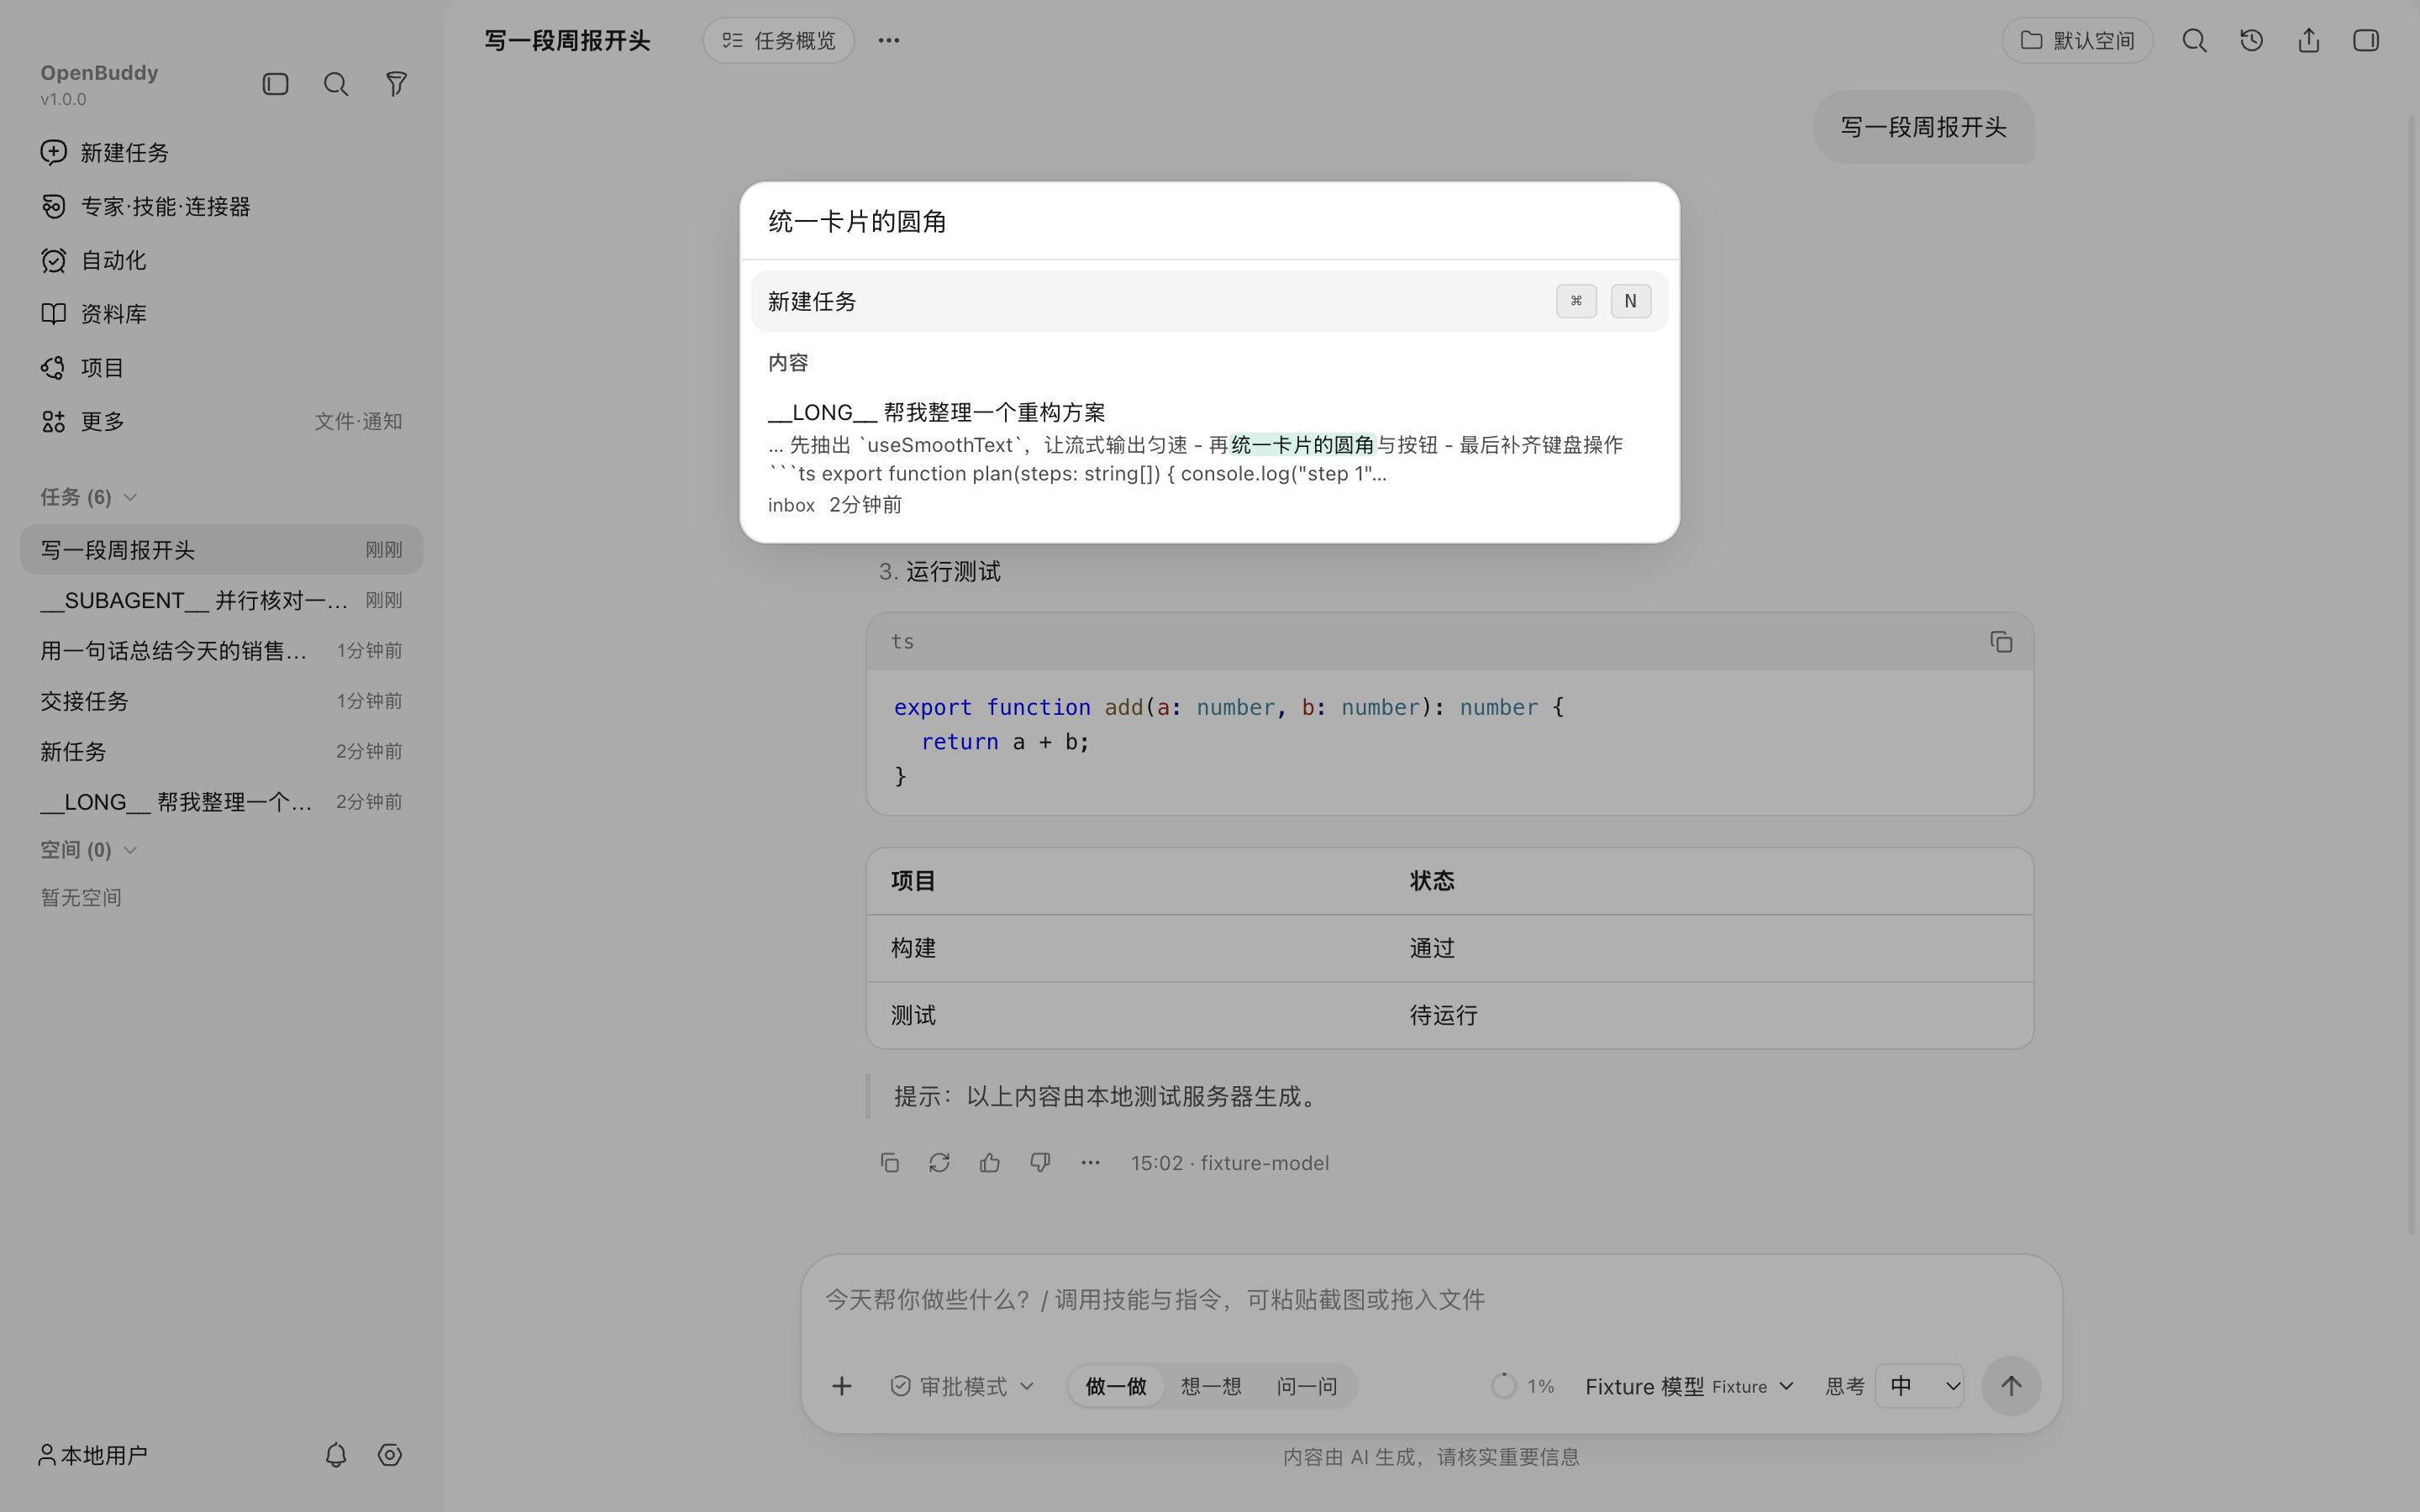 OpenBuddy
v1.0.0
新建任务
专家·技能·连接器
自动化
资料库
项目
更多 文件·通知
任务 (6)
写一段周报开头 刚刚
__SUBAGENT__ 并行核对一... 刚刚
用一句话总结今天的销售... 1分钟前
交接任务 1分钟前
新任务 2分钟前
__LONG__ 帮我整理一个... 2分钟前
空间 (0)
暂无空间
本地用户
写一段周报开头 任务概览 默认空间
写一段周报开头
统一卡片的圆角
新建任务 ⌘ N
内容
__LONG__ 帮我整理一个重构方案
... 先抽出 `useSmoothText`，让流式输出匀速 - 再统一卡片的圆角与按钮 - 最后补齐键盘操作
```ts export function plan(steps: string[]) { console.log("step 1"...
inbox 2分钟前
3. 运行测试
ts
export function add(a: number, b: number): number {
return a + b;
}
项目 状态
构建 通过
测试 待运行
提示：以上内容由本地测试服务器生成。
15:02 · fixture-model
今天帮你做些什么？/ 调用技能与指令，可粘贴截图或拖入文件
审批模式 做一做 想一想 问一问 1% Fixture 模型 Fixture 思考 中
内容由 AI 生成，请核实重要信息